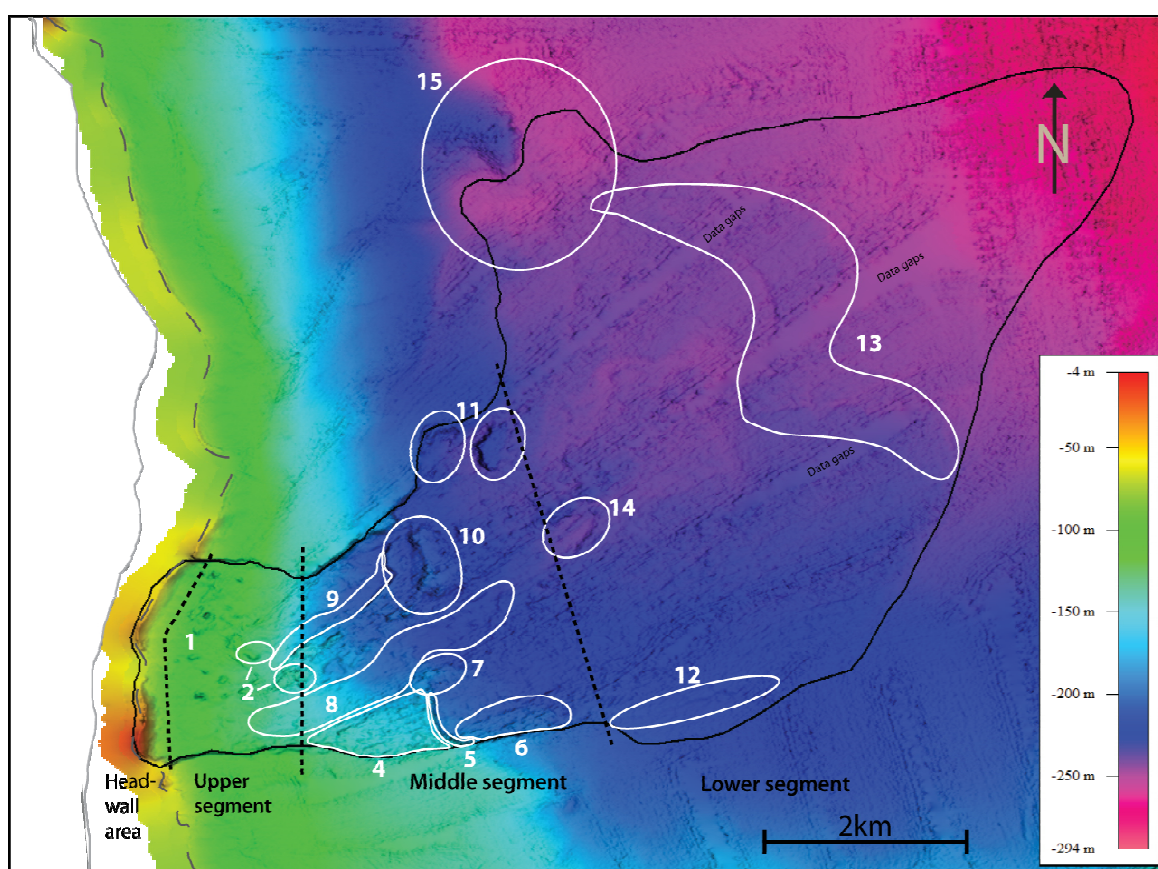 15
N
Data gaps
Data gaps
13
-4 m
-50 m
-100 m
-150 m
-200 m
-250 m
-294 m
11
Data gaps
14
10
9
1
2
7
12
8
6
5
4
Head-
wall
area
Upper
segment
Middle segment
Lower segment
2km